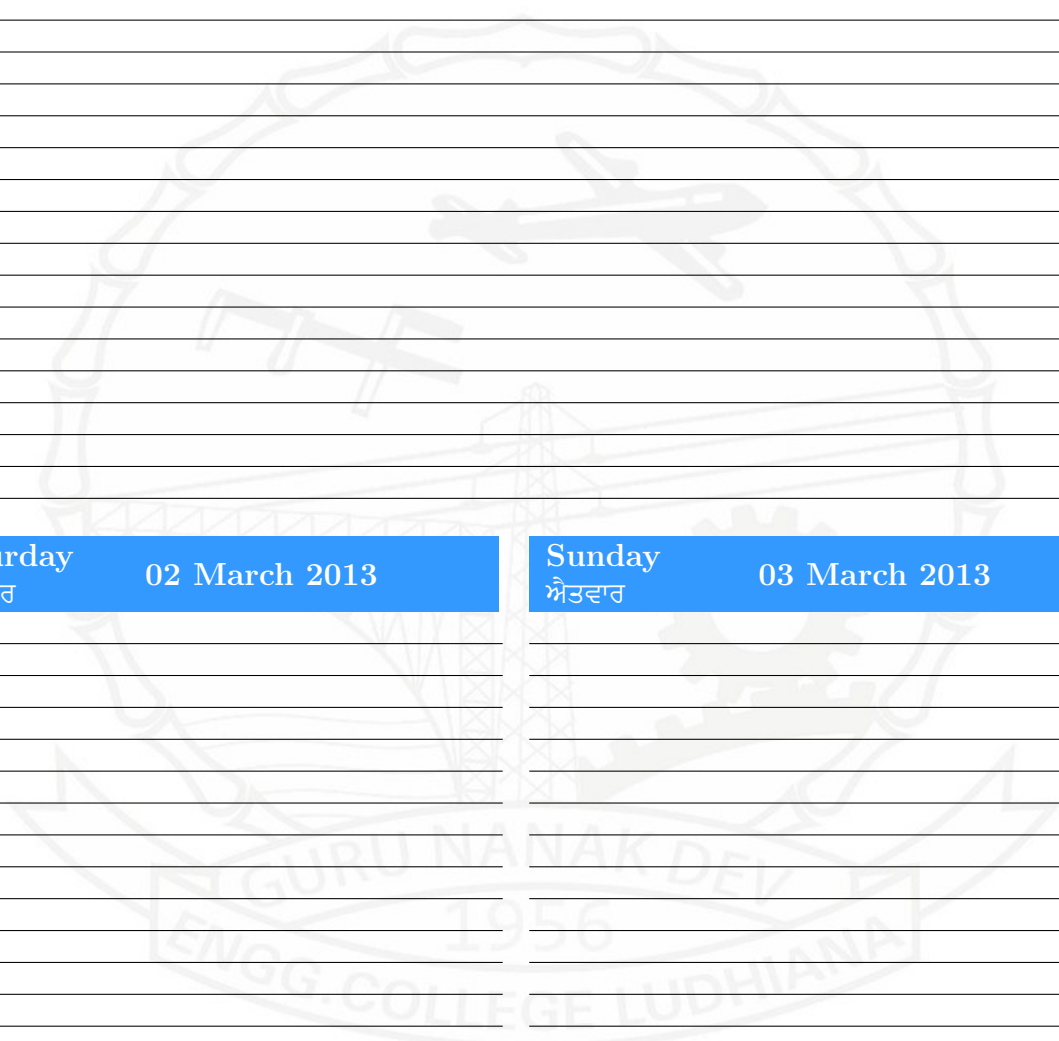 urday
ਰ
02 March 2013
Sunday
ਐਤਵਾਰ
03 March 2013
GURU NANAK DEV
1956
ENGG.COLLEGE LUDHIANA